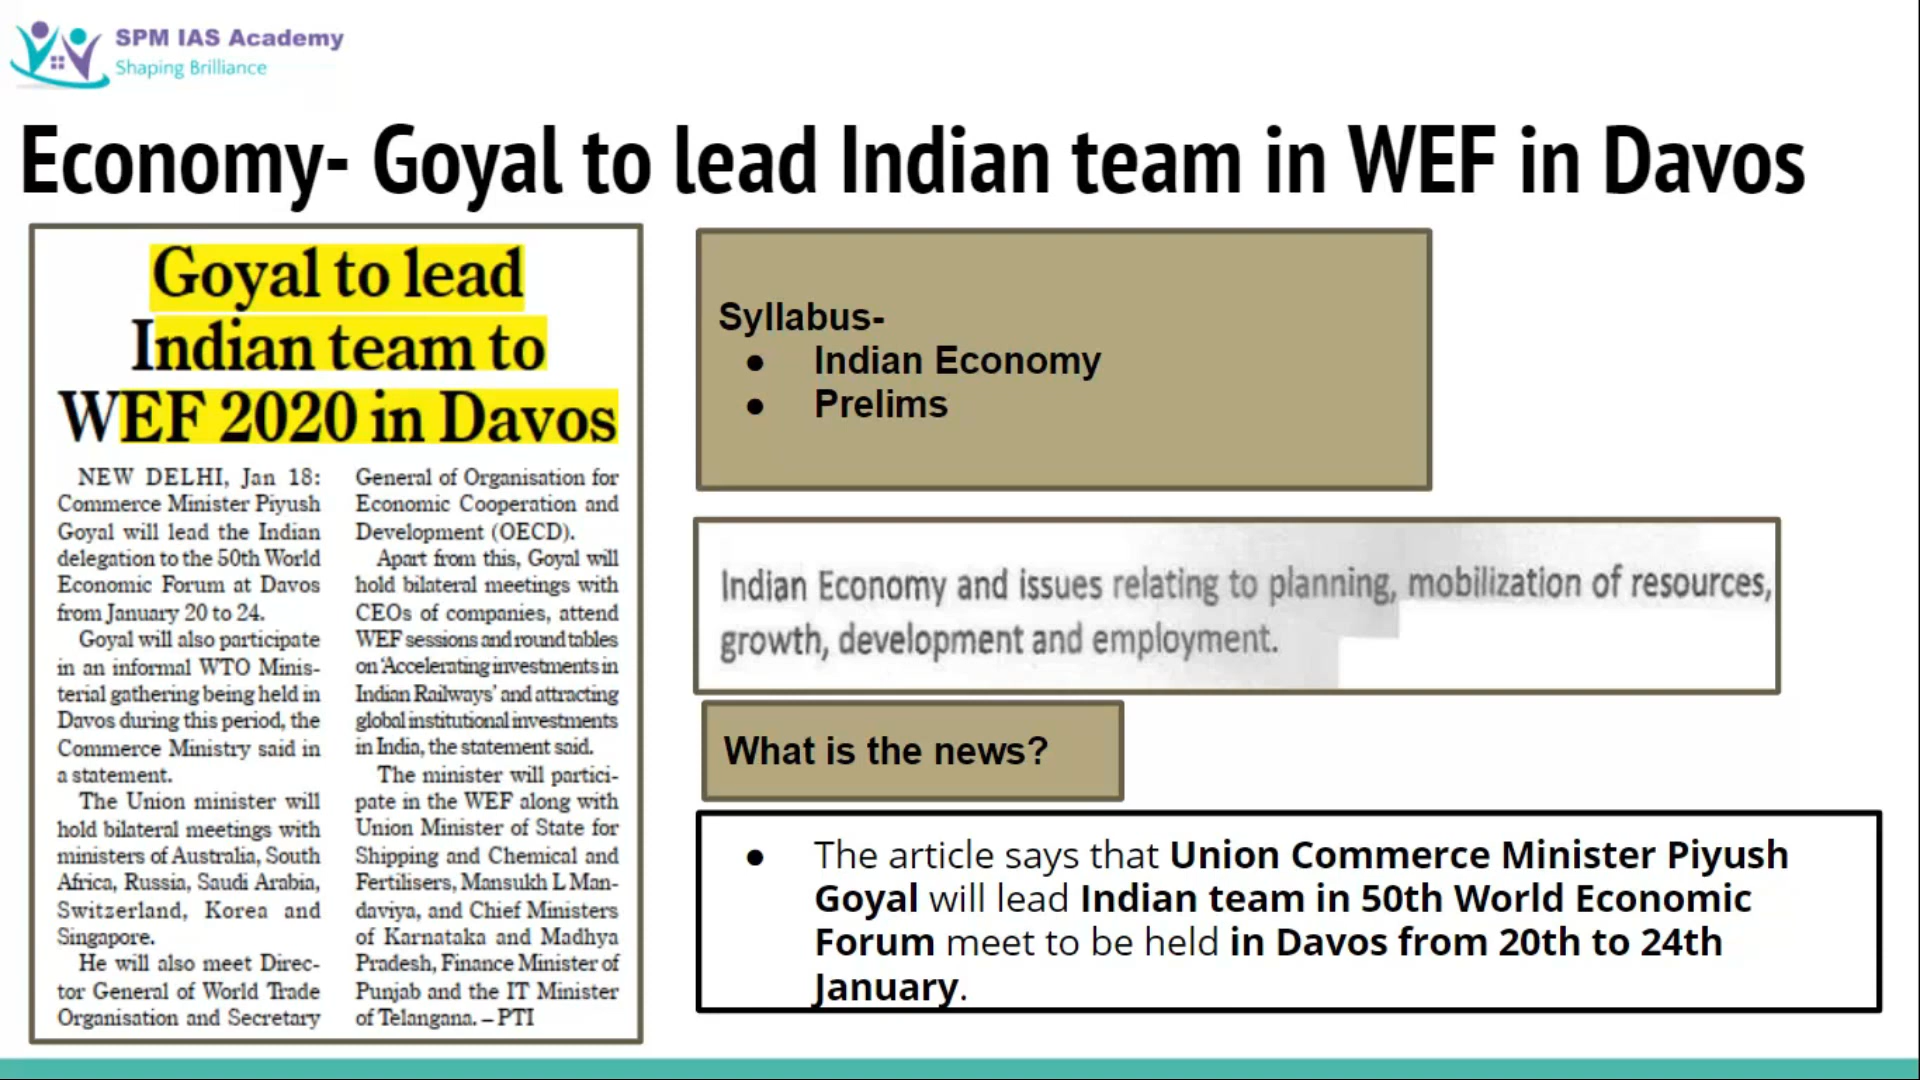 SPM IAS Academy
Shaping Brilliance
Economy- Goyal to lead Indian team in WEF in Davos
Goyal to lead
Indian team to
WEF 2020 in Davos
NEW DELHI, Jan 18:
Commerce Minister Piyush
Goyal will lead the Indian
delegation to the 50th World
Economic Forum at Davos
from January 20 to 24.
Goyal will also participate
in an informal WTO Minis-
terial gathering being held in
Davos during this period, the
Commerce Ministry said in
a statement.
The Union minister will
hold bilateral meetings with
ministers of Australia, South
Africa, Russia, Saudi Arabia,
Switzerland, Korea and
Singapore.
He will also meet Direc-
tor General of World Trade
Organisation and Secretary
General of Organisation for
Economic Cooperation and
Development (OECD).
Apart from this, Goyal will
hold bilateral meetings with
CEOs of companies, attend
WEF sessions and round tables
on 'Accelerating investments in
Indian Railways' and attracting
global institutional investments
in India, the statement said.
The minister will partici-
pate in the WEF along with
Union Minister of State for
Shipping and Chemical and
Fertilisers, Mansukh L Man-
daviya, and Chief Ministers
of Karnataka and Madhya
Pradesh, Finance Minister of
Punjab and the IT Minister
of Telangana. – PTI
Syllabus-
● Indian Economy
● Prelims
Indian Economy and issues relating to planning, mobilization of resources,
growth, development and employment.
What is the news?
● The article says that Union Commerce Minister Piyush
Goyal will lead Indian team in 50th World Economic
Forum meet to be held in Davos from 20th to 24th
January.